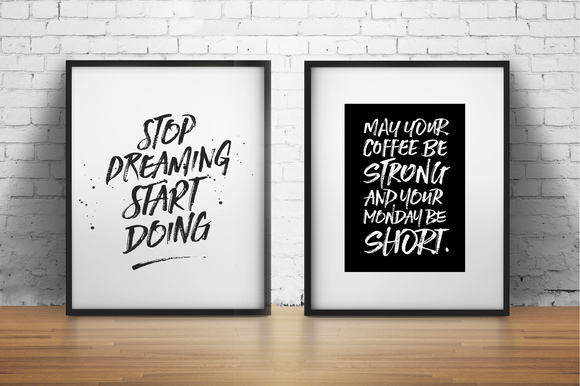 STOP
DREAMING
START
DOING
MAY YOUR
COFFEE BE
STRONG
AND YOUR
MONDAY BE
SHORT.